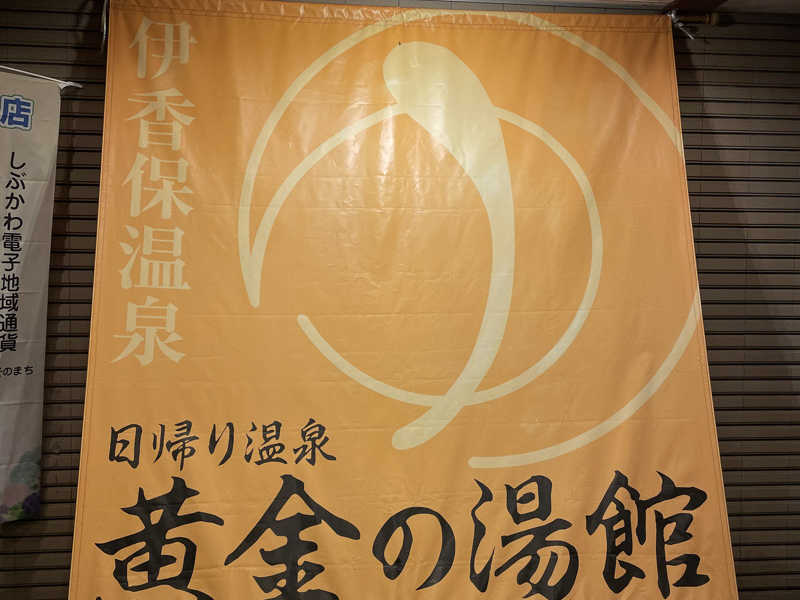 伊香保温泉
ゆ
日帰り温泉
黄金の湯館
店
しぶかわ電子地域通貨
のまち